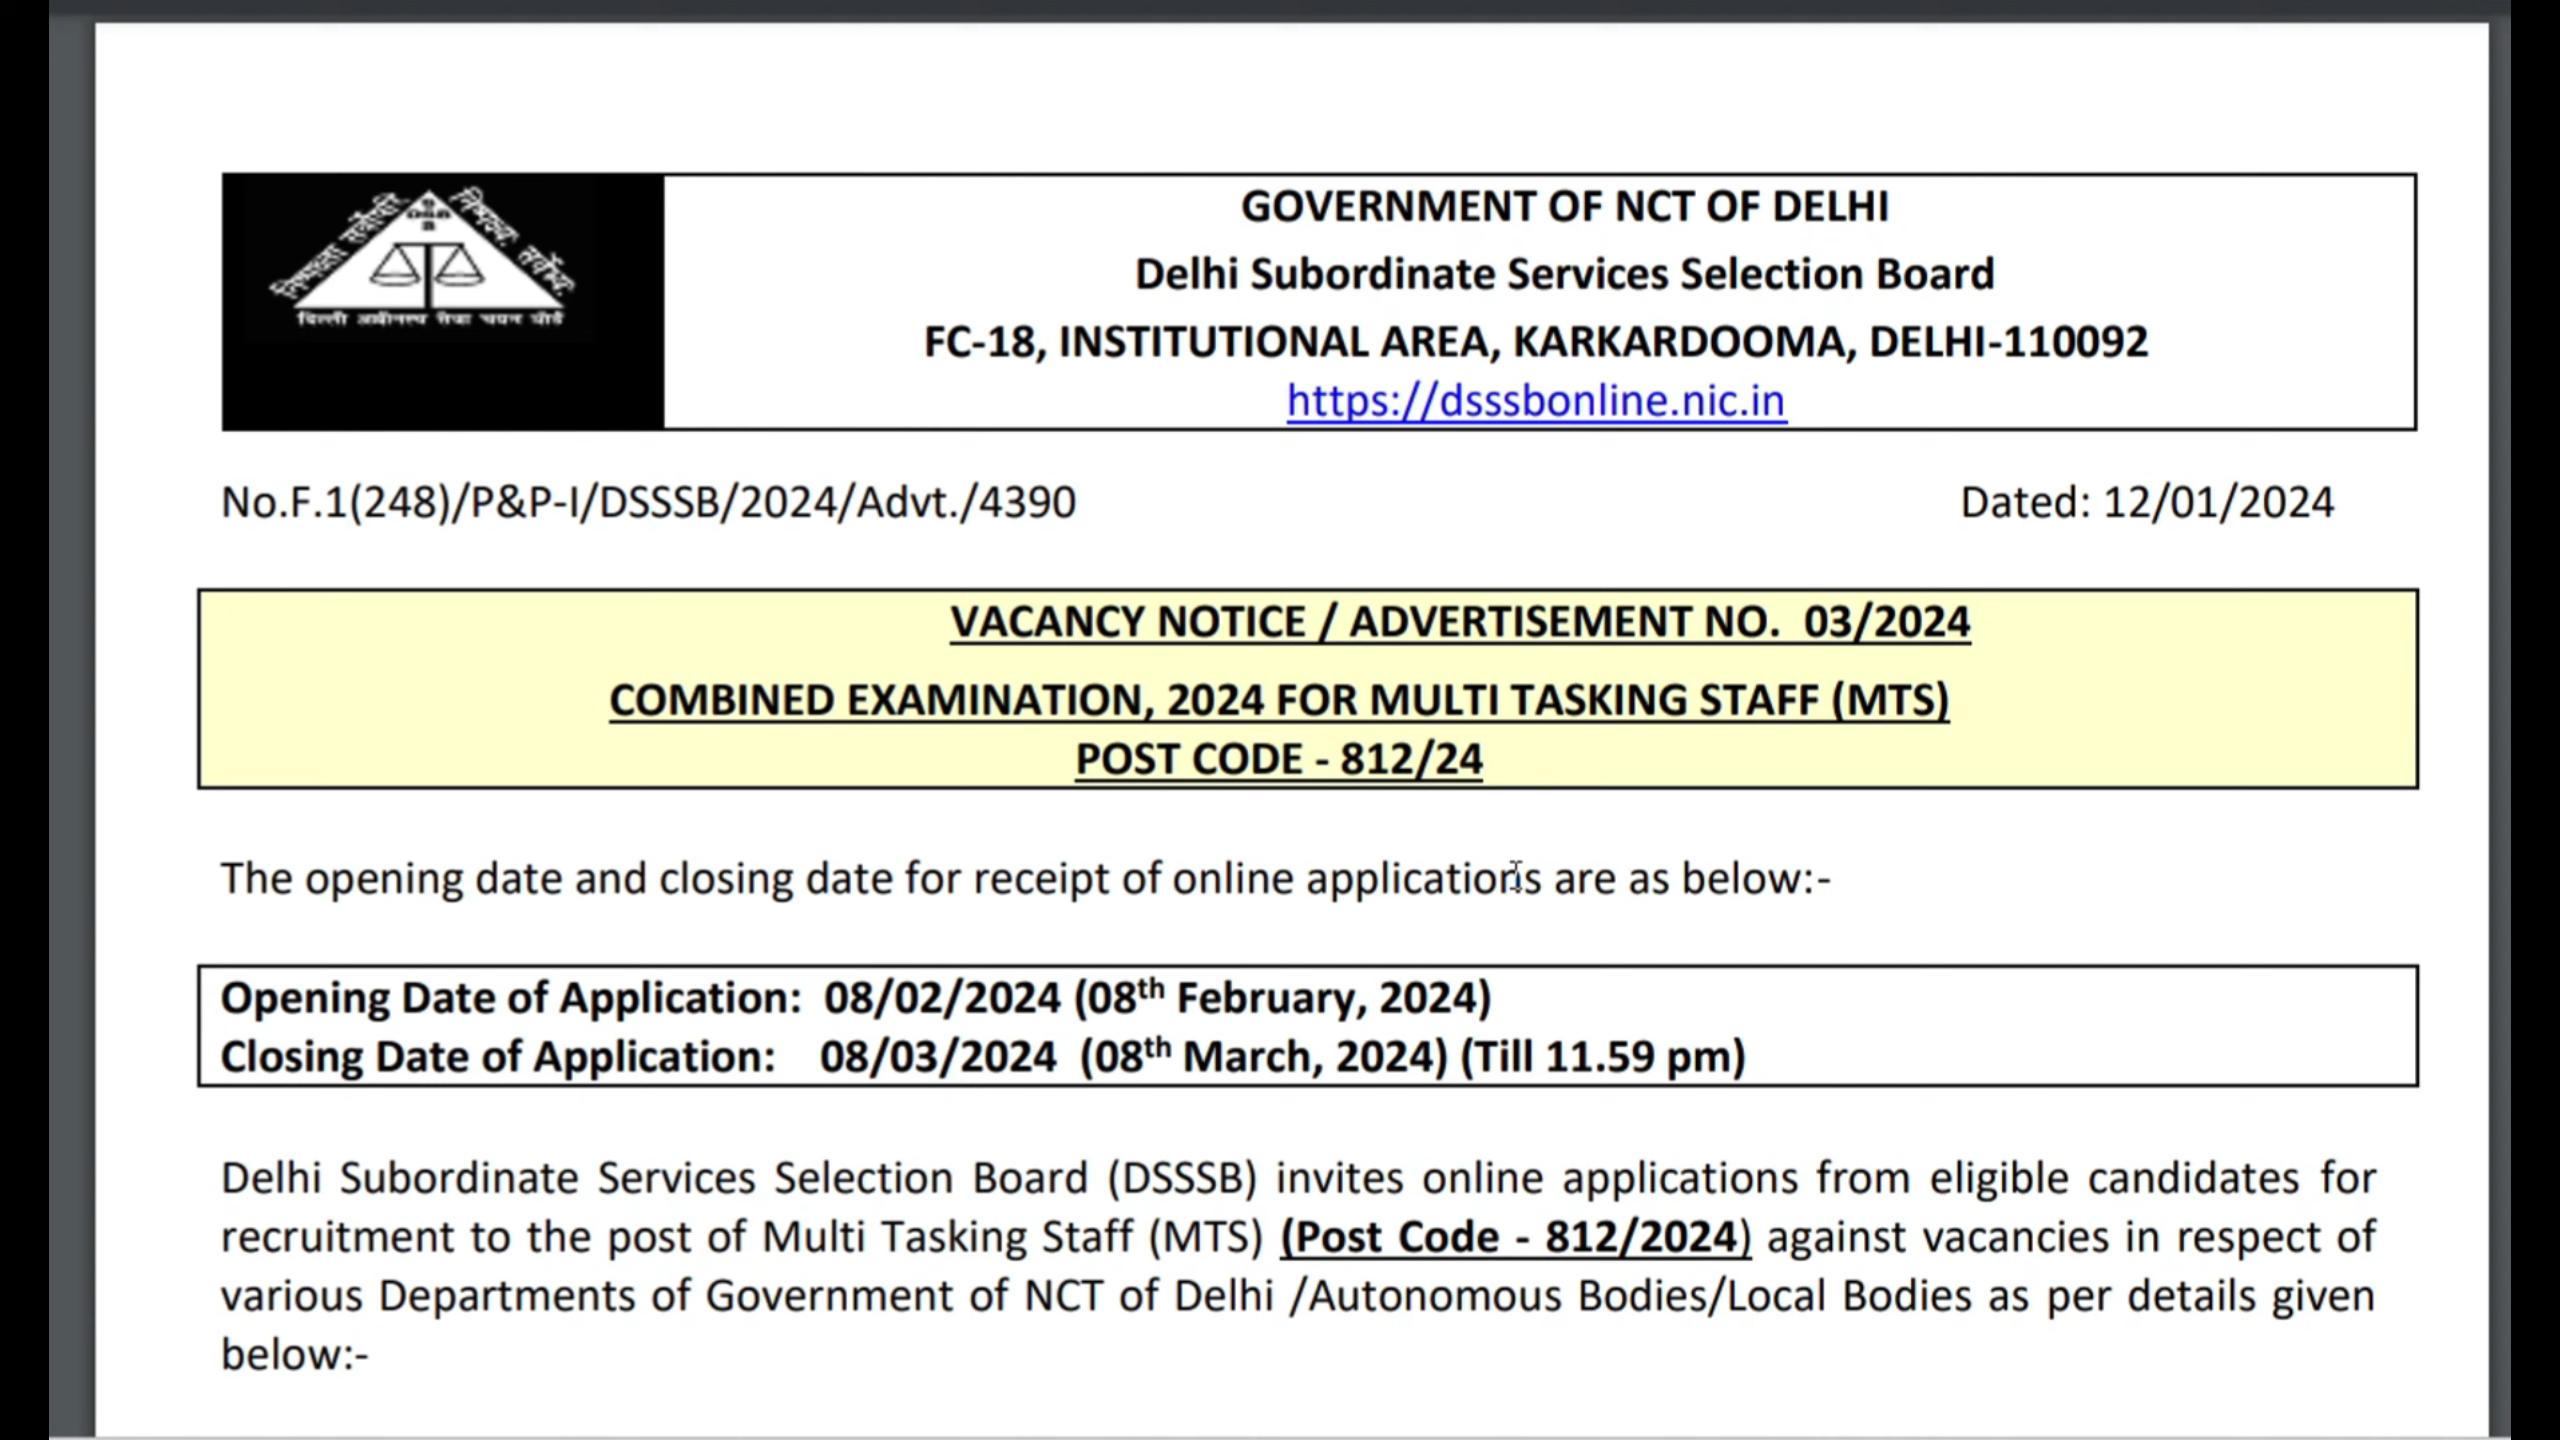 निष्पक्षता सर्वोपरि
दिल्ली अधीनस्थ सेवा चयन बोर्ड
GOVERNMENT OF NCT OF DELHI
Delhi Subordinate Services Selection Board
FC-18, INSTITUTIONAL AREA, KARKARDOOMA, DELHI-110092
https://dsssbonline.nic.in
No.F.1(248)/P&P-I/DSSSB/2024/Advt./4390 Dated: 12/01/2024
VACANCY NOTICE / ADVERTISEMENT NO. 03/2024
COMBINED EXAMINATION, 2024 FOR MULTI TASKING STAFF (MTS)
POST CODE - 812/24
The opening date and closing date for receipt of online applications are as below:-
Opening Date of Application: 08/02/2024 (08th February, 2024)
Closing Date of Application: 08/03/2024 (08th March, 2024) (Till 11.59 pm)
Delhi Subordinate Services Selection Board (DSSSB) invites online applications from eligible candidates for
recruitment to the post of Multi Tasking Staff (MTS) (Post Code - 812/2024) against vacancies in respect of
various Departments of Government of NCT of Delhi /Autonomous Bodies/Local Bodies as per details given
below:-